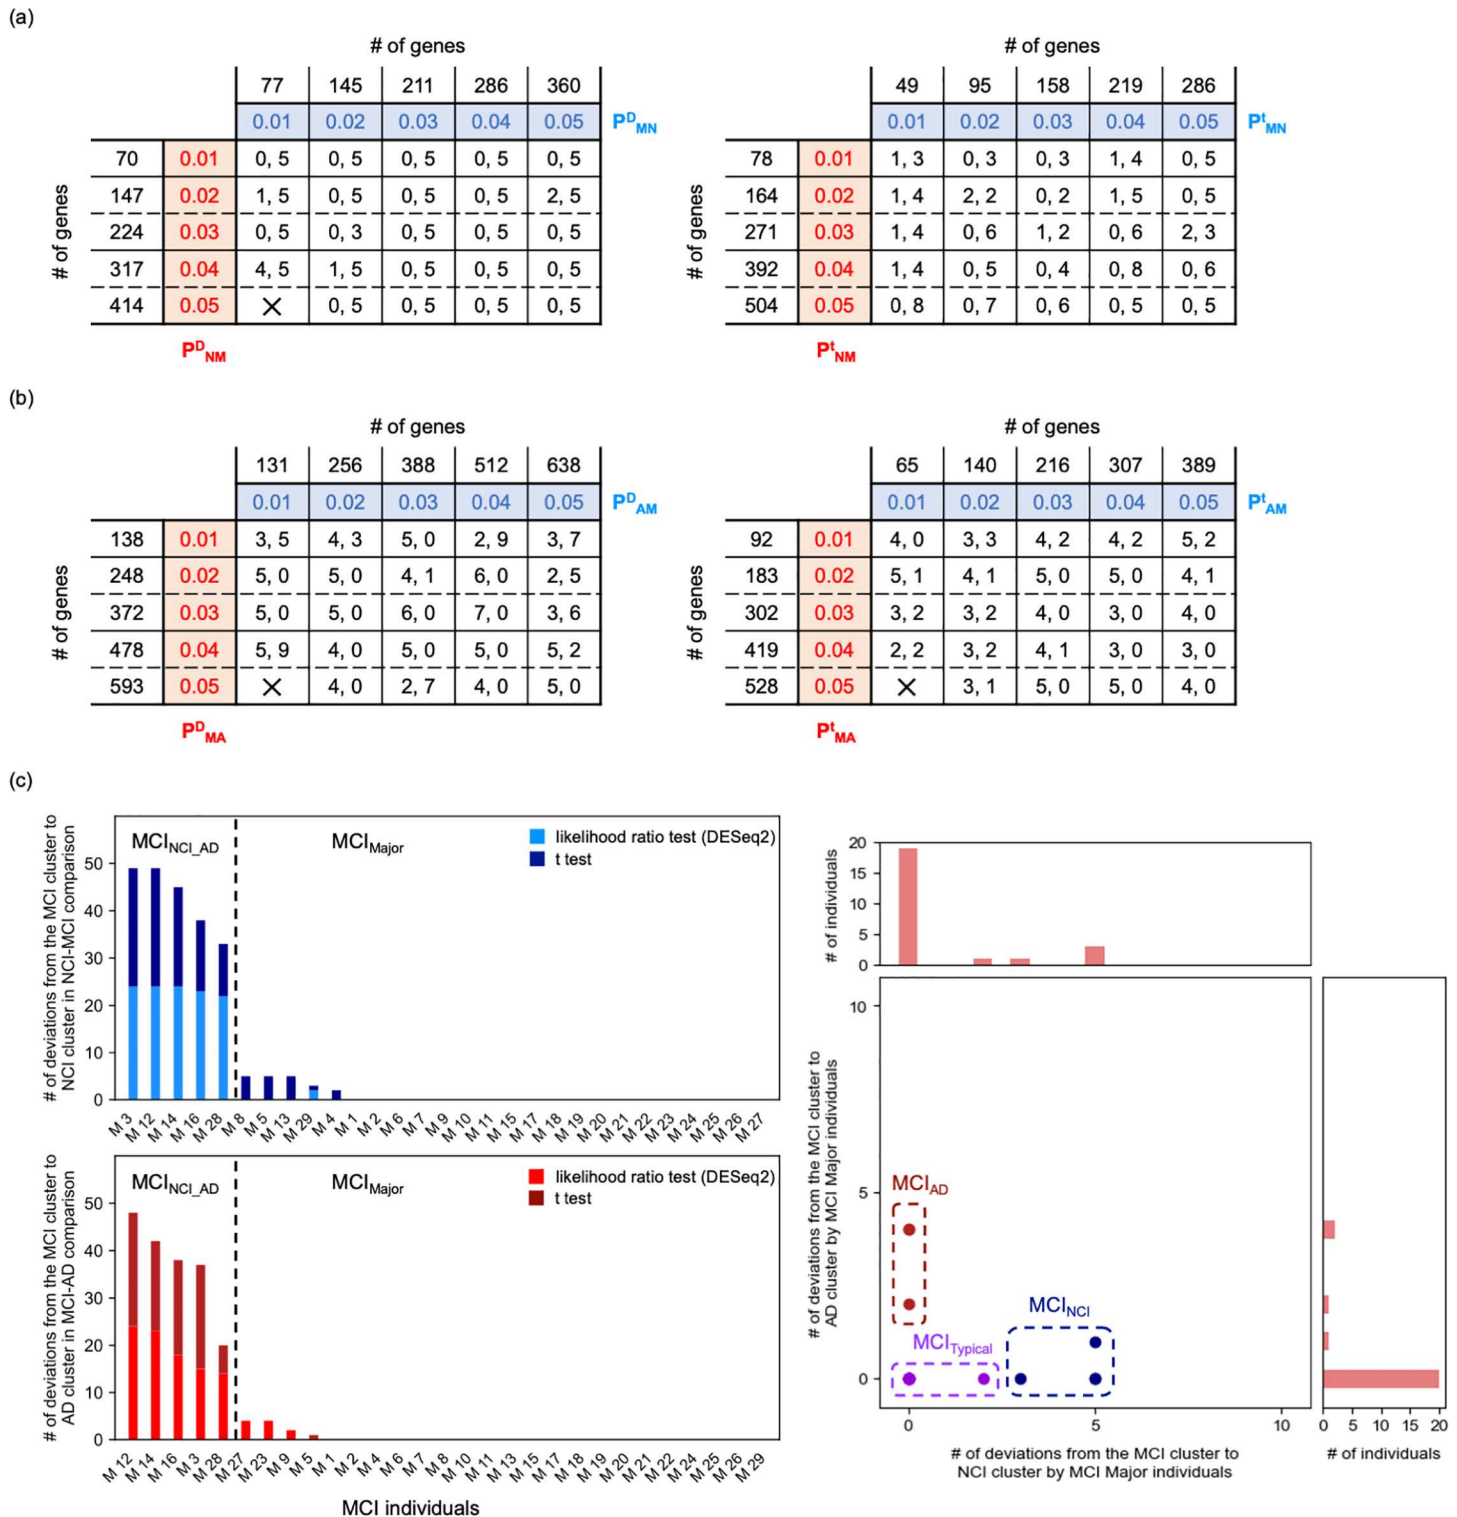 (a)
# of genes
77 145 211 286 360
0.01 0.02 0.03 0.04 0.05 P^D_MN
# of genes
70 0.01 0, 5 0, 5 0, 5 0, 5 0, 5
147 0.02 1, 5 0, 5 0, 5 0, 5 2, 5
224 0.03 0, 5 0, 3 0, 5 0, 5 0, 5
317 0.04 4, 5 1, 5 0, 5 0, 5 0, 5
414 0.05 × 0, 5 0, 5 0, 5 0, 5
P^D_NM
# of genes
49 95 158 219 286
0.01 0.02 0.03 0.04 0.05 P^t_MN
# of genes
78 0.01 1, 3 0, 3 0, 3 1, 4 0, 5
164 0.02 1, 4 2, 2 0, 2 1, 5 0, 5
271 0.03 1, 4 0, 6 1, 2 0, 6 2, 3
392 0.04 1, 4 0, 5 0, 4 0, 8 0, 6
504 0.05 0, 8 0, 7 0, 6 0, 5 0, 5
P^t_NM
(b)
# of genes
131 256 388 512 638
0.01 0.02 0.03 0.04 0.05 P^D_AM
# of genes
138 0.01 3, 5 4, 3 5, 0 2, 9 3, 7
248 0.02 5, 0 5, 0 4, 1 6, 0 2, 5
372 0.03 5, 0 5, 0 6, 0 7, 0 3, 6
478 0.04 5, 9 4, 0 5, 0 5, 0 5, 2
593 0.05 × 4, 0 2, 7 4, 0 5, 0
P^D_MA
# of genes
65 140 216 307 389
0.01 0.02 0.03 0.04 0.05 P^t_AM
# of genes
92 0.01 4, 0 3, 3 4, 2 4, 2 5, 2
183 0.02 5, 1 4, 1 5, 0 5, 0 4, 1
302 0.03 3, 2 3, 2 4, 0 3, 0 4, 0
419 0.04 2, 2 3, 2 4, 1 3, 0 3, 0
528 0.05 × 3, 1 5, 0 5, 0 4, 0
P^t_MA
(c)
# of deviations from the MCI cluster to
NCI cluster in NCI-MCI comparison
50
40
30
20
10
0
MCI_NCI_AD MCI_Major
likelihood ratio test (DESeq2)
t test
M 3 M 12 M 14 M 16 M 28 M 8 M 5 M 13 M 29 M 4 M 1 M 2 M 6 M 7 M 9 M 10 M 11 M 15 M 17 M 18 M 19 M 20 M 21 M 22 M 23 M 24 M 25 M 26 M 27
# of deviations from the MCI cluster to
AD cluster in MCI-AD comparison
50
40
30
20
10
0
MCI_NCI_AD MCI_Major
likelihood ratio test (DESeq2)
t test
M 12 M 14 M 16 M 3 M 28 M 27 M 23 M 9 M 5 M 1 M 2 M 4 M 6 M 7 M 8 M 10 M 11 M 13 M 15 M 17 M 18 M 19 M 20 M 21 M 22 M 24 M 25 M 26 M 29
MCI individuals
# of individuals
20
15
10
5
0
# of deviations from the MCI cluster to
AD cluster by MCI Major individuals
10
5
0
MCI_AD
MCI_NCI
MCI_Typical
0 5 10
# of deviations from the MCI cluster to
NCI cluster by MCI Major individuals
0 5 10 15 20
# of individuals